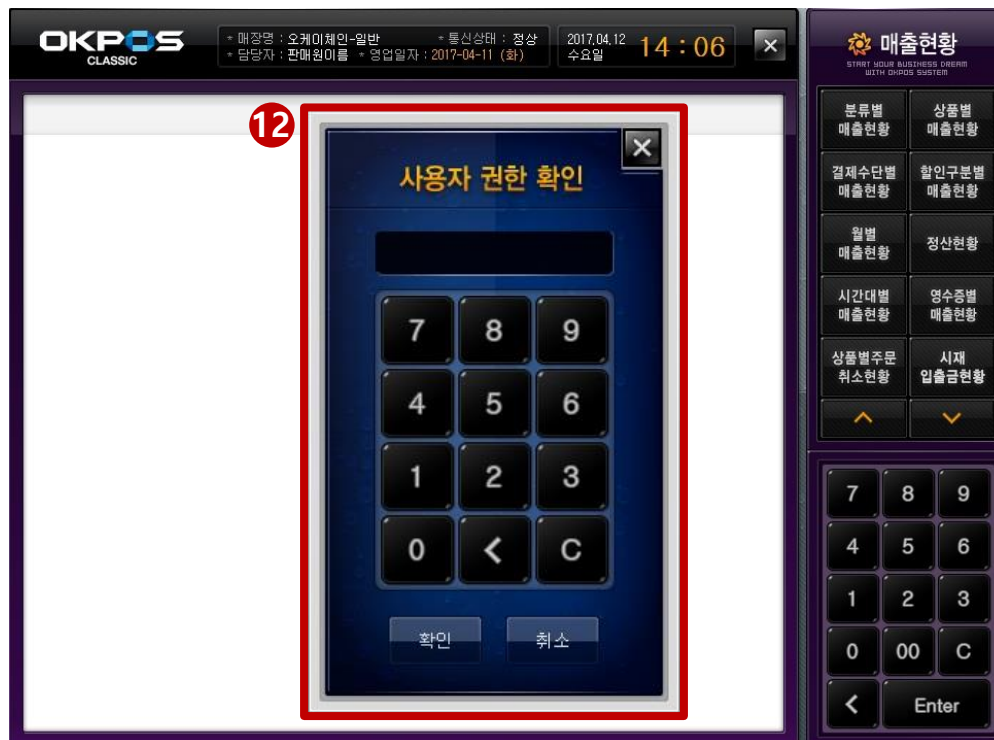 OKPOS
CLASSIC
* 매장명 : 오케이체인-일반 * 통신상태 : 정상
* 담당자 : 판매원이름 * 영업일자 : 2017-04-11 (화)
2017.04.12
수요일
14 : 06
매출현황
START YOUR BUSINESS DREAM
WITH OKPOS SYSTEM
12
사용자 권한 확인
7 8 9
4 5 6
1 2 3
0 < C
확인 취소
분류별
매출현황
상품별
매출현황
결제수단별
매출현황
할인구분별
매출현황
월별
매출현황
정산현황
시간대별
매출현황
영수증별
매출현황
상품별주문
취소현황
시재
입출금현황
7 8 9
4 5 6
1 2 3
0 00 C
< Enter